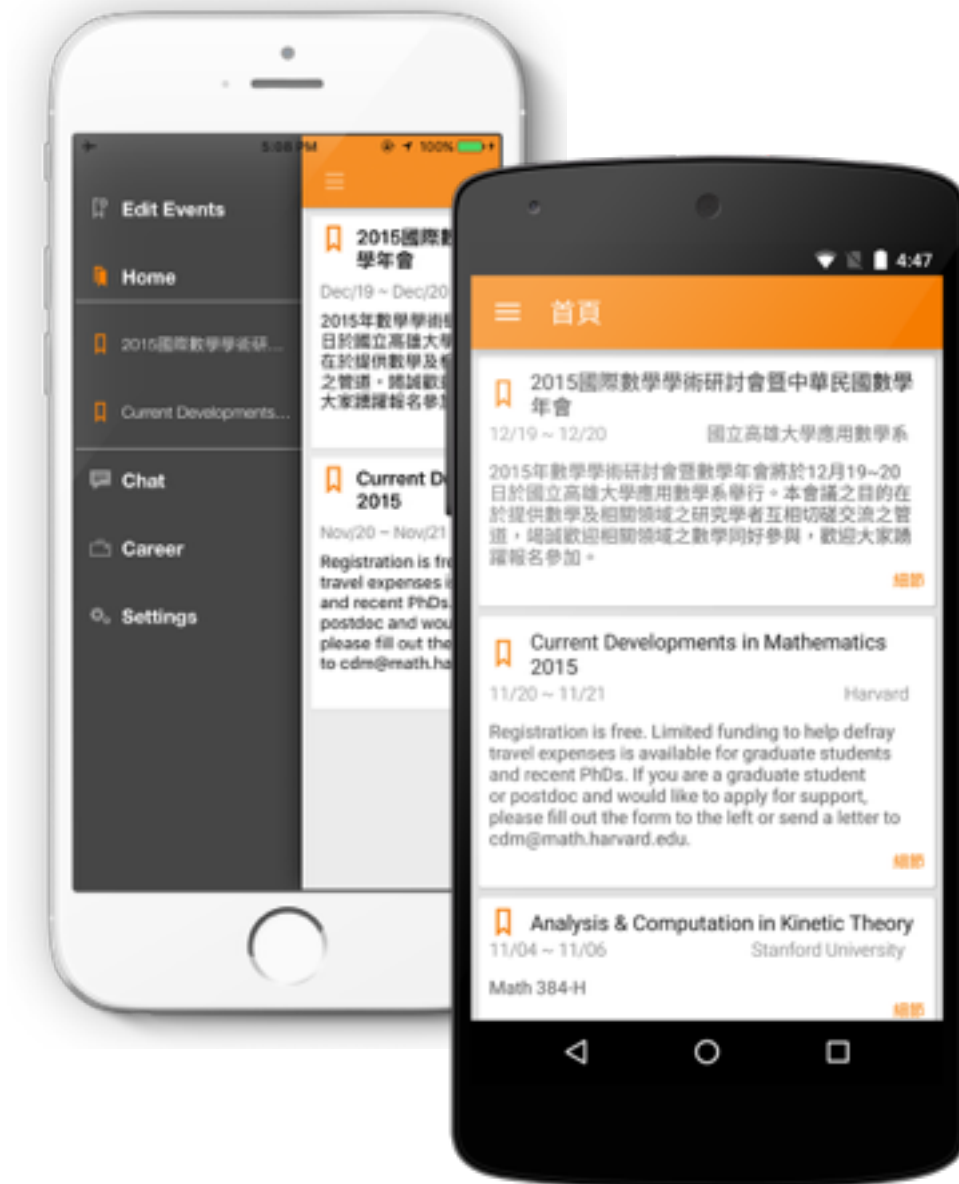 5:08 PM
100%
Edit Events
Home
2015國際數學學術研...
Current Developments...
Chat
Career
Settings
2015國際數
學年會
Dec/19 ~ Dec/20
2015年數學學術研
日於國立高雄大學
在於提供數學及相
之管道，竭誠歡迎
大家踴躍報名參加
Current De
2015
Nov/20 ~ Nov/21
Registration is fre
travel expenses i
and recent PhDs.
postdoc and wou
please fill out the
to cdm@math.ha
4:47
首頁
2015國際數學學術研討會暨中華民國數學
年會
12/19 ~ 12/20 國立高雄大學應用數學系
2015年數學學術研討會暨數學年會將於12月19~20
日於國立高雄大學應用數學系舉行。本會議之目的在
於提供數學及相關領域之研究學者互相切磋交流之管
道，竭誠歡迎相關領域之數學同好參與，歡迎大家踴
躍報名參加。
細節
Current Developments in Mathematics
2015
11/20 ~ 11/21 Harvard
Registration is free. Limited funding to help defray
travel expenses is available for graduate students
and recent PhDs. If you are a graduate student
or postdoc and would like to apply for support,
please fill out the form to the left or send a letter to
cdm@math.harvard.edu.
細節
Analysis & Computation in Kinetic Theory
11/04 ~ 11/06 Stanford University
Math 384-H
細節